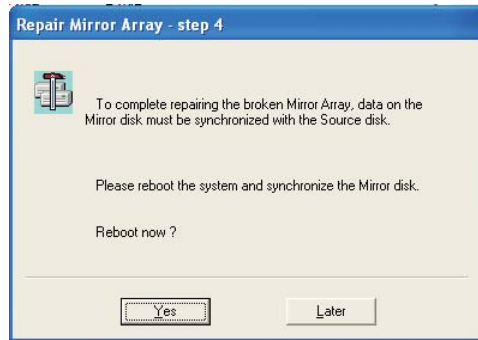 Repair Mirror Array - step 4
To complete repairing the broken Mirror Array, data on the
Mirror disk must be synchronized with the Source disk.
Please reboot the system and synchronize the Mirror disk.
Reboot now ?
Yes
Later